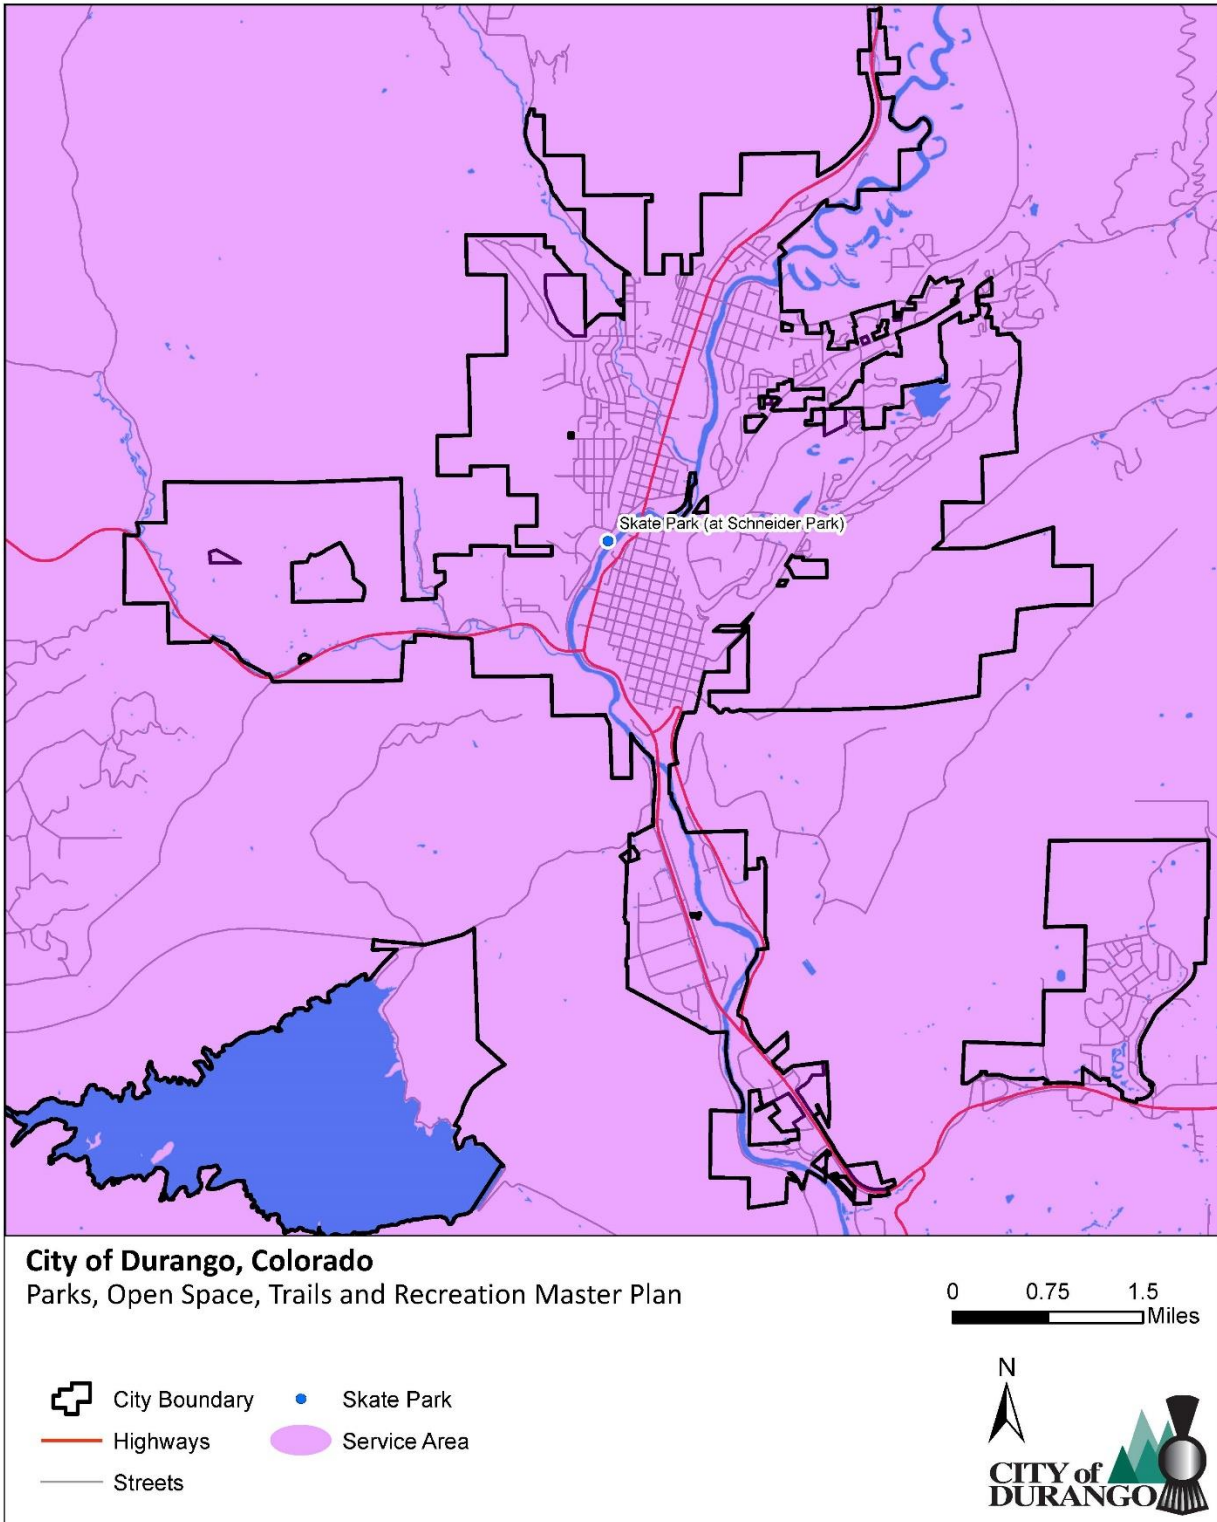 Skate Park (at Schneider Park)
City of Durango, Colorado
Parks, Open Space, Trails and Recreation Master Plan
0 0.75 1.5
Miles
City Boundary
Skate Park
Highways
Service Area
Streets
N
CITY of
DURANGO